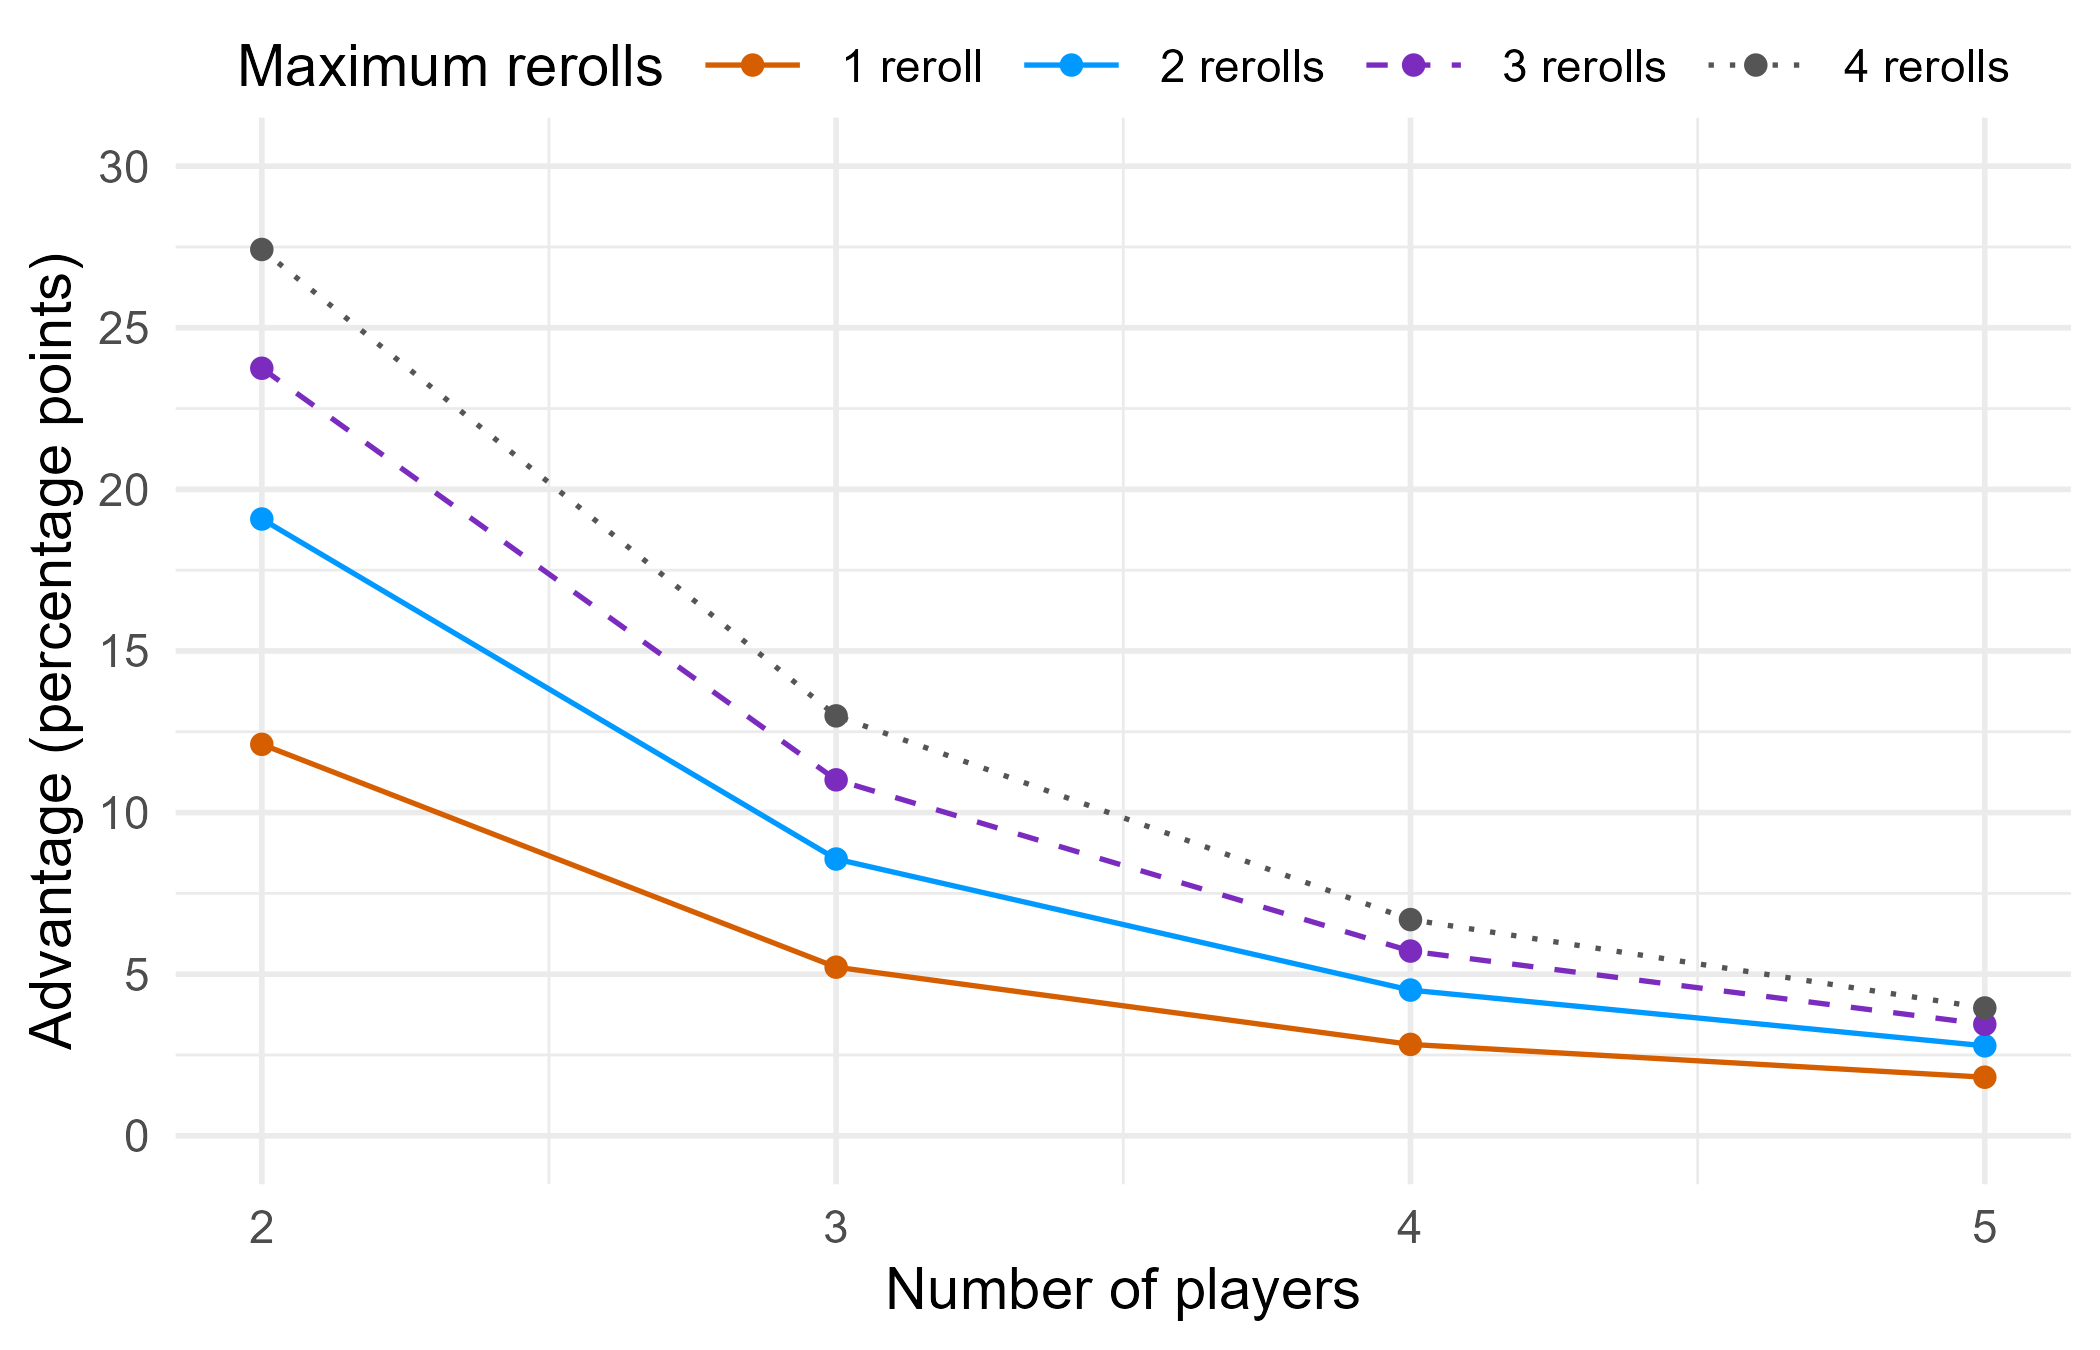 Maximum rerolls 1 reroll 2 rerolls 3 rerolls 4 rerolls
Advantage (percentage points)
30
25
20
15
10
5
0
2 3 4 5
Number of players